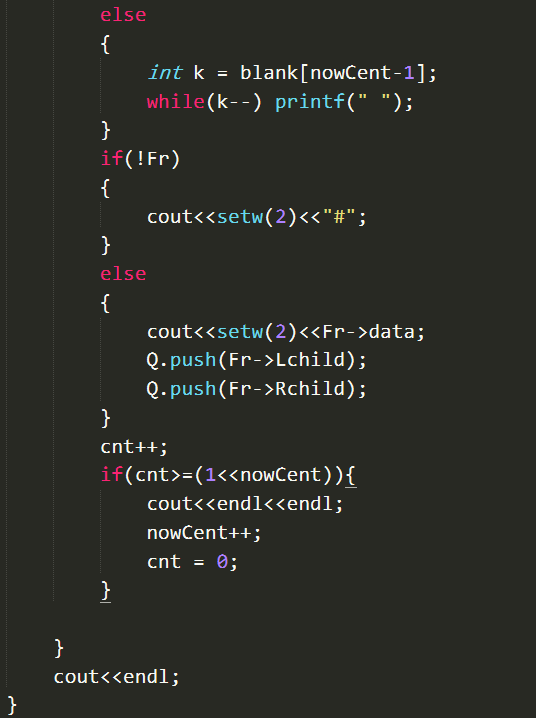 else
        {
            int k = blank[nowCent-1];
            while(k--) printf(" ");
        }
        if(!Fr)
        {
            cout<<setw(2)<<"#";
        }
        else
        {
            cout<<setw(2)<<Fr->data;
            Q.push(Fr->Lchild);
            Q.push(Fr->Rchild);
        }
        cnt++;
        if(cnt>=(1<<nowCent)){
            cout<<endl<<endl;
            nowCent++;
            cnt = 0;
        }

    }
    cout<<endl;
}